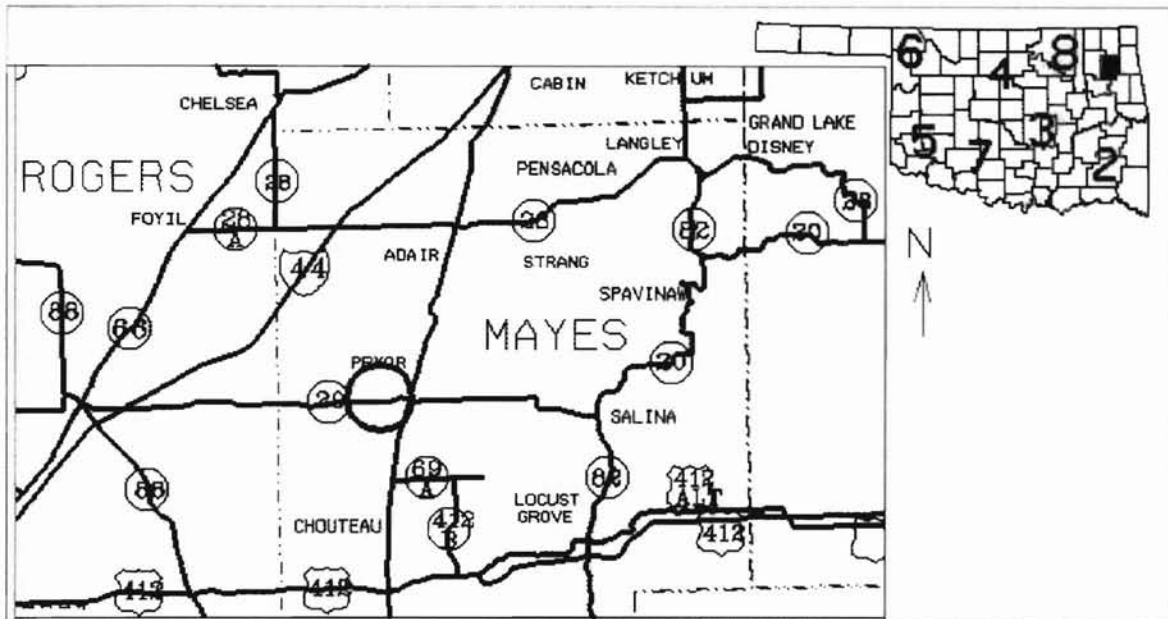 6 8
4
3
5 7 2
CABIN KETCHUM
CHELSEA
GRAND LAKE
LANGLEY DISNEY
ROGERS PENSACOLA
28
38
FOYIL 28 A 28 82 20
N
ADAIR STRANG
44
SPAVINAW
88
66 MAYES
PRYOR 20
20
SALINA
69 A 82 412 ALT
88 LOCUST
GROVE
CHOUTEAU 412 B 412
412 412